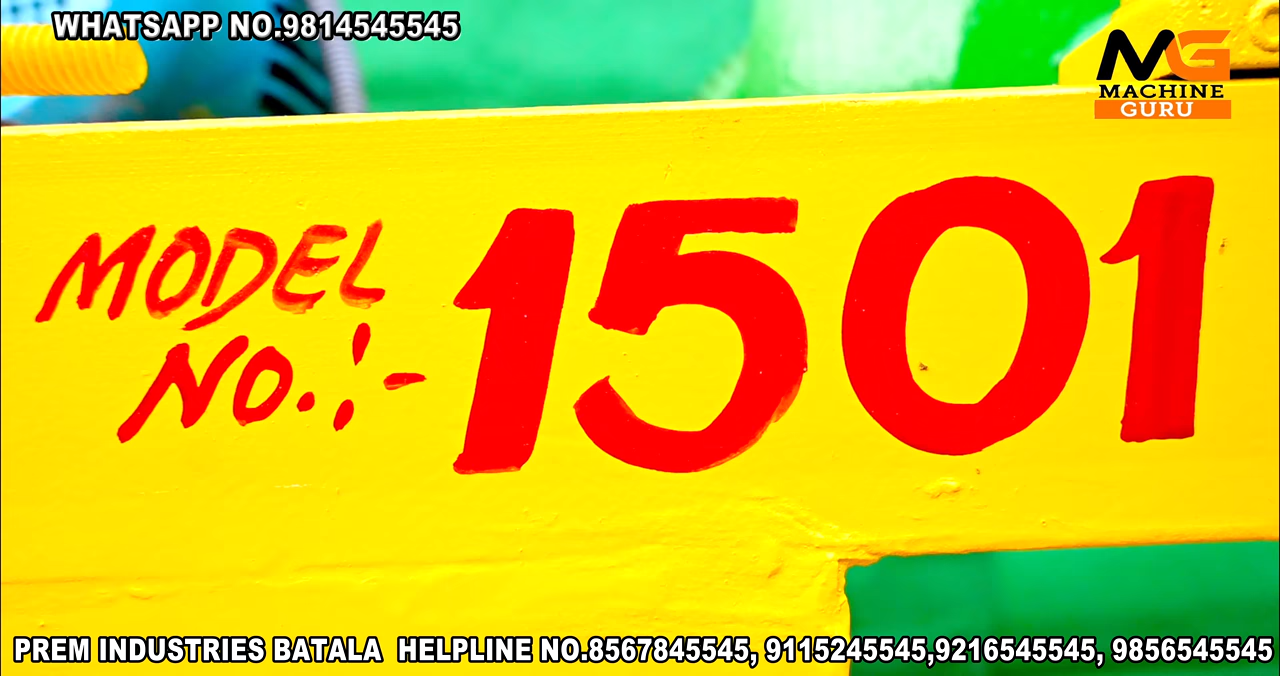 WHATSAPP NO.9814545545
MG
MACHINE
GURU
MODEL
NO.:-
1501
PREM INDUSTRIES BATALA HELPLINE NO.8567845545, 9115245545,9216545545, 9856545545